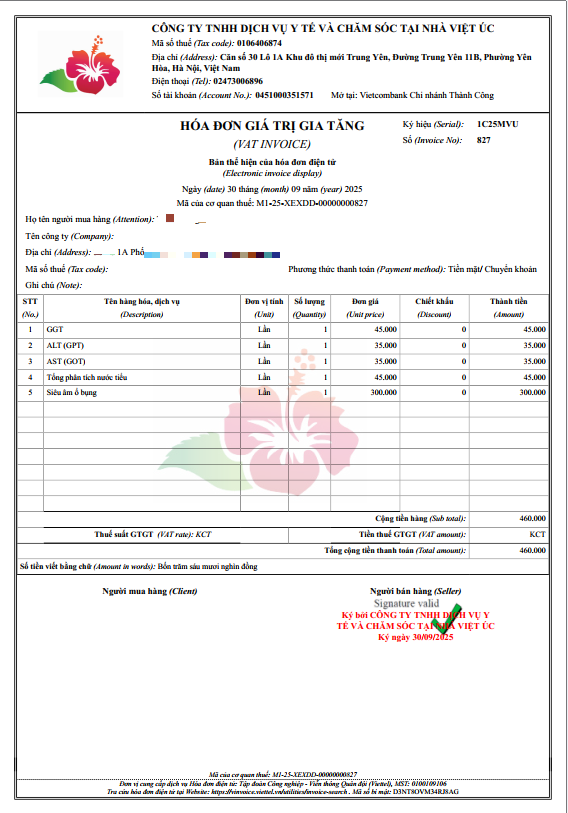 CÔNG TY TNHH DỊCH VỤ Y TẾ VÀ CHĂM SÓC TẠI NHÀ VIỆT ÚC
Mã số thuế (Tax code): 0106406874
Địa chỉ (Address): Căn số 30 Lô 1A Khu đô thị mới Trung Yên, Đường Trung Yên 11B, Phường Yên
Hòa, Hà Nội, Việt Nam
Điện thoại (Tel): 02473006896
Số tài khoản (Account No.): 0451000351571 Mở tại: Vietcombank Chi nhánh Thành Công
HÓA ĐƠN GIÁ TRỊ GIA TĂNG
(VAT INVOICE)
Bản thể hiện của hóa đơn điện tử
(Electronic invoice display)
Ngày (date) 30 tháng (month) 09 năm (year) 2025
Mã của cơ quan thuế: M1-25-XEXDD-00000000827
Ký hiệu (Serial): 1C25MVU
Số (Invoice No): 827
Họ tên người mua hàng (Attention):
Tên công ty (Company):
Địa chỉ (Address): 1A Phố
Mã số thuế (Tax code): Phương thức thanh toán (Payment method): Tiền mặt/ Chuyển khoản
Ghi chú (Note):
STT Tên hàng hóa, dịch vụ Đơn vị tính Số lượng Đơn giá Chiết khấu Thành tiền
(No.) (Description) (Unit) (Quantity) (Unit price) (Discount) (Amount)
1 GGT Lần 1 45.000 0 45.000
2 ALT (GPT) Lần 1 35.000 0 35.000
3 AST (GOT) Lần 1 35.000 0 35.000
4 Tổng phân tích nước tiểu Lần 1 45.000 0 45.000
5 Siêu âm ổ bụng Lần 1 300.000 0 300.000
Cộng tiền hàng (Sub total): 460.000
Thuế suất GTGT (VAT rate): KCT Tiền thuế GTGT (VAT amount): KCT
Tổng cộng tiền thanh toán (Total amount): 460.000
Số tiền viết bằng chữ (Amount in words): Bốn trăm sáu mươi nghìn đồng
Người mua hàng (Client) Người bán hàng (Seller)
Signature valid
Ký bởi CÔNG TY TNHH DỊCH VỤ Y
TẾ VÀ CHĂM SÓC TẠI NHÀ VIỆT ÚC
Ký ngày 30/09/2025
Mã của cơ quan thuế: M1-25-XEXDD-00000000827
Đơn vị cung cấp dịch vụ Hóa đơn điện tử: Tập đoàn Công nghiệp - Viễn thông Quân đội (Viettel), MST: 0100109106
Tra cứu hóa đơn điện tử tại Website: https://vinvoice.viettel.vn/utilities/invoice-search . Mã số bí mật: D3NT8OVM34RJ8AG